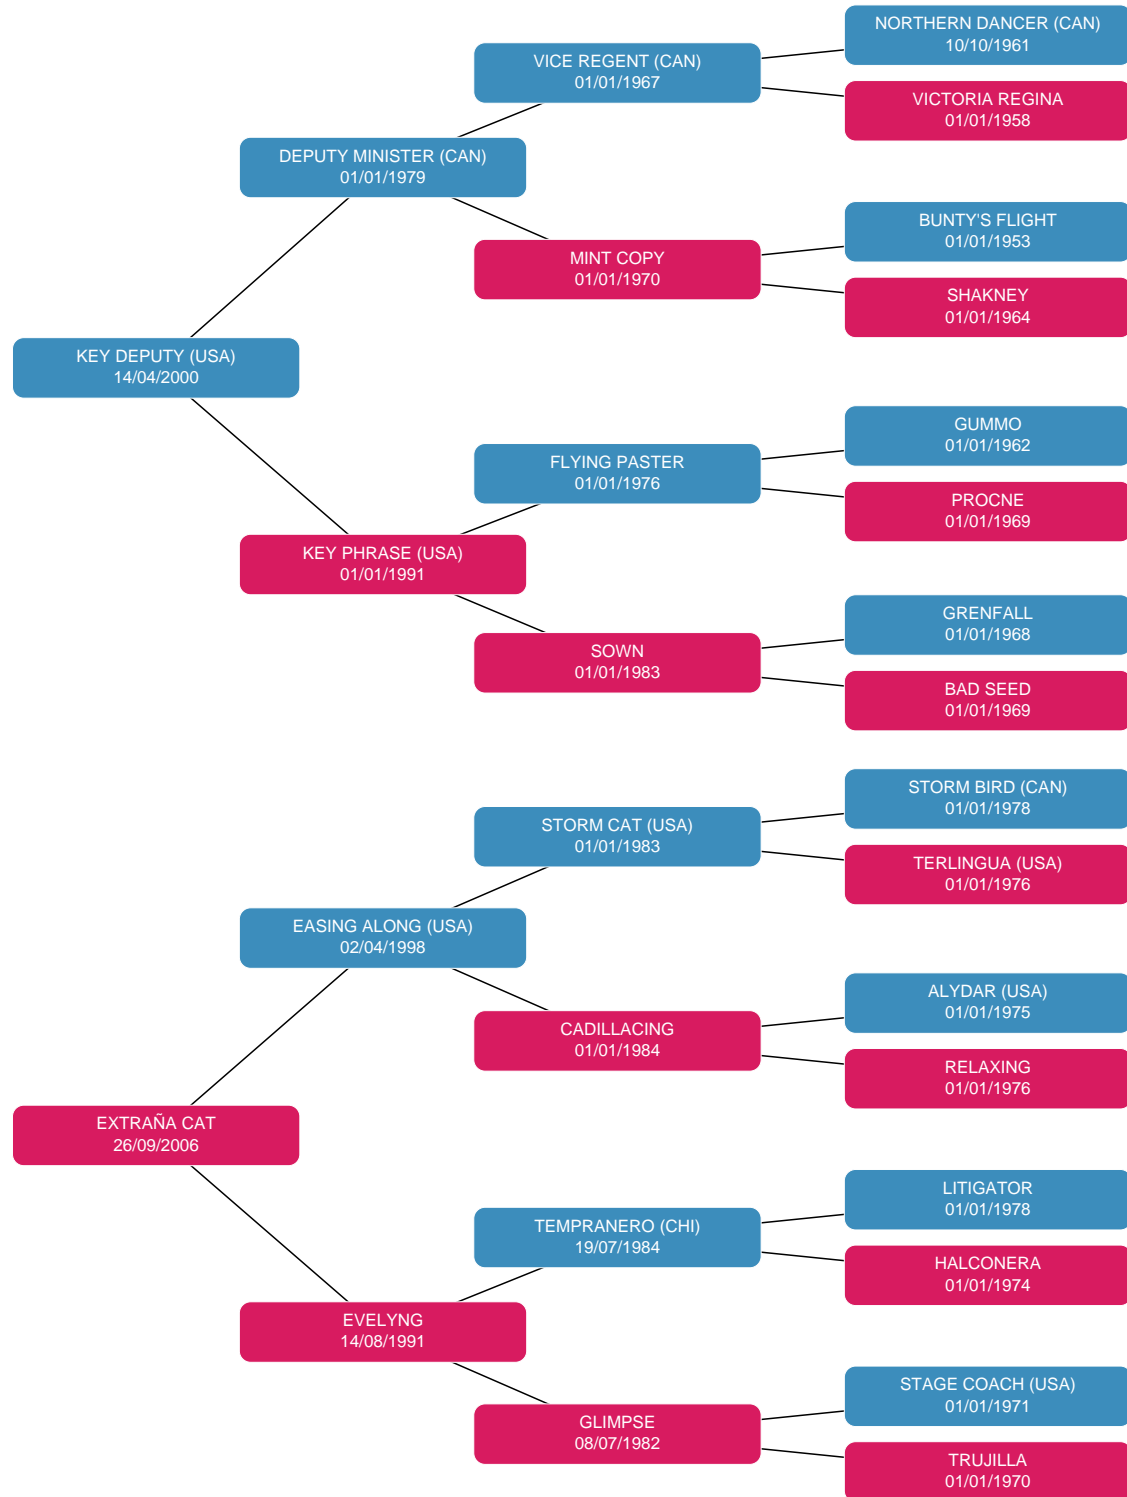 NORTHERN DANCER (CAN)
10/10/1961
VICE REGENT (CAN)
01/01/1967
VICTORIA REGINA
01/01/1958
DEPUTY MINISTER (CAN)
01/01/1979
BUNTY'S FLIGHT
01/01/1953
MINT COPY
01/01/1970
SHAKNEY
01/01/1964
KEY DEPUTY (USA)
14/04/2000
GUMMO
01/01/1962
FLYING PASTER
01/01/1976
PROCNE
01/01/1969
KEY PHRASE (USA)
01/01/1991
GRENFALL
01/01/1968
SOWN
01/01/1983
BAD SEED
01/01/1969
STORM BIRD (CAN)
01/01/1978
STORM CAT (USA)
01/01/1983
TERLINGUA (USA)
01/01/1976
EASING ALONG (USA)
02/04/1998
ALYDAR (USA)
01/01/1975
CADILLACING
01/01/1984
RELAXING
01/01/1976
EXTRAÑA CAT
26/09/2006
LITIGATOR
01/01/1978
TEMPRANERO (CHI)
19/07/1984
HALCONERA
01/01/1974
EVELYNG
14/08/1991
STAGE COACH (USA)
01/01/1971
GLIMPSE
08/07/1982
TRUJILLA
01/01/1970